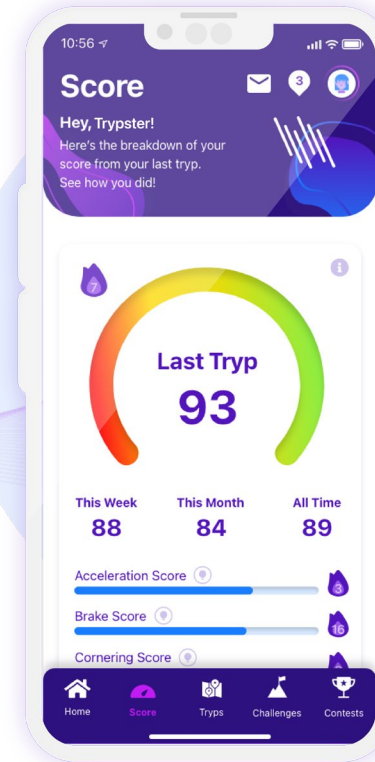 10:56
Score
3
Hey, Trypster!
Here's the breakdown of your
score from your last tryp.
See how you did!
7
Last Tryp
93
This Week
This Month
All Time
88
84
89
Acceleration Score
3
Brake Score
16
Cornering Score
Home
Score
Tryps
Challenges
Contests